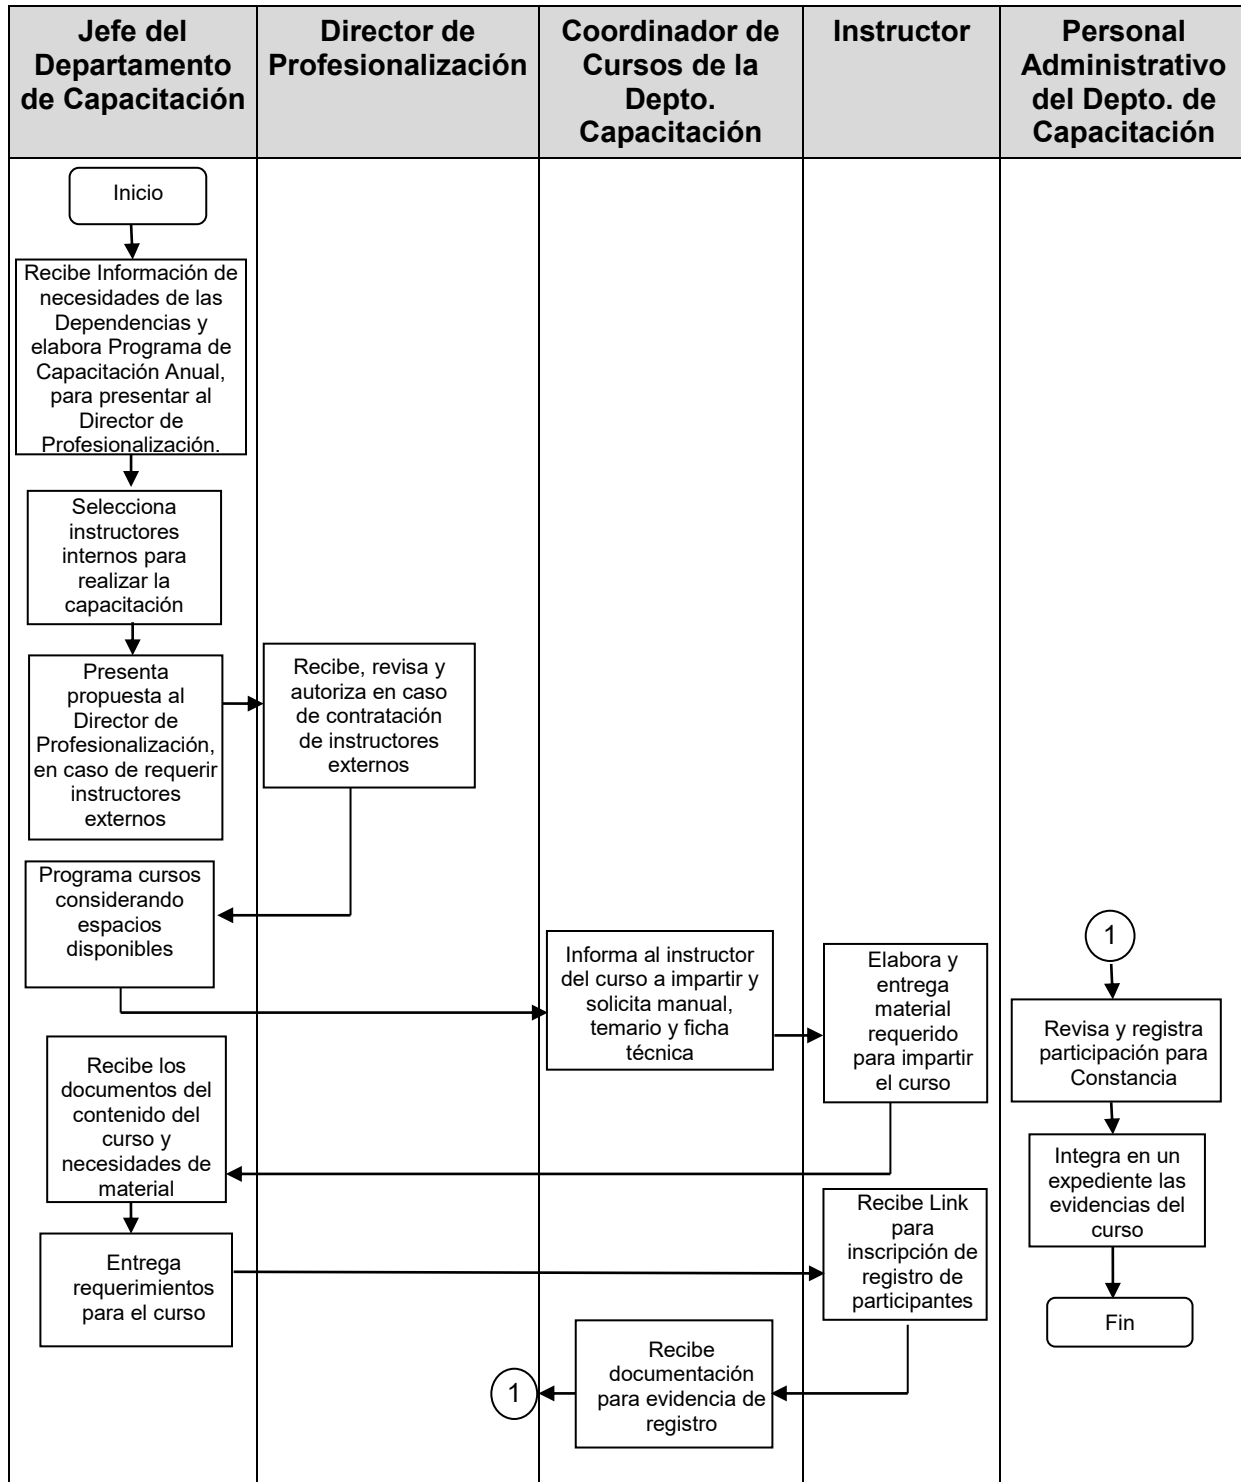 Jefe del
Departamento
de Capacitación
Director de
Profesionalización
Coordinador de
Cursos de la
Depto.
Capacitación
Instructor
Personal
Administrativo
del Depto. de
Capacitación
Inicio
Recibe Información de
necesidades de las
Dependencias y
elabora Programa de
Capacitación Anual,
para presentar al
Director de
Profesionalización.
Selecciona
instructores
internos para
realizar la
capacitación
Presenta
propuesta al
Director de
Profesionalización,
en caso de requerir
instructores
externos
Recibe, revisa y
autoriza en caso
de contratación
de instructores
externos
Programa cursos
considerando
espacios
disponibles
Informa al instructor
del curso a impartir y
solicita manual,
temario y ficha
técnica
Elabora y
entrega
material
requerido
para impartir
el curso
Recibe los
documentos del
contenido del
curso y
necesidades de
material
Entrega
requerimientos
para el curso
Recibe Link
para
inscripción de
registro de
participantes
Recibe
documentación
para evidencia de
registro
1
1
Revisa y registra
participación para
Constancia
Integra en un
expediente las
evidencias del
curso
Fin